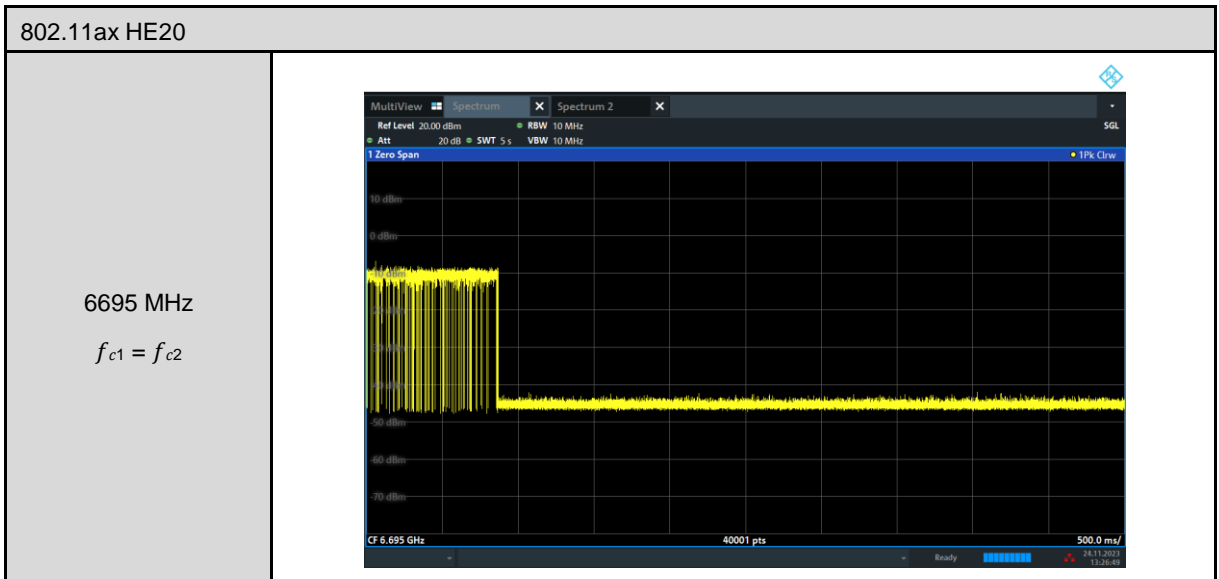 802.11ax HE20
6695 MHz
fc1 = fc2
MultiView Spectrum X Spectrum 2 X
Ref Level 20.00 dBm RBW 10 MHz SGL
Att 20 dB SWT 5 s VBW 10 MHz
1 Zero Span 1Pk Clrw
10 dBm
0 dBm
-10 dBm
-50 dBm
-60 dBm
-70 dBm
CF 6.695 GHz 40001 pts 500.0 ms/
Ready 24.11.2023
13:26:49